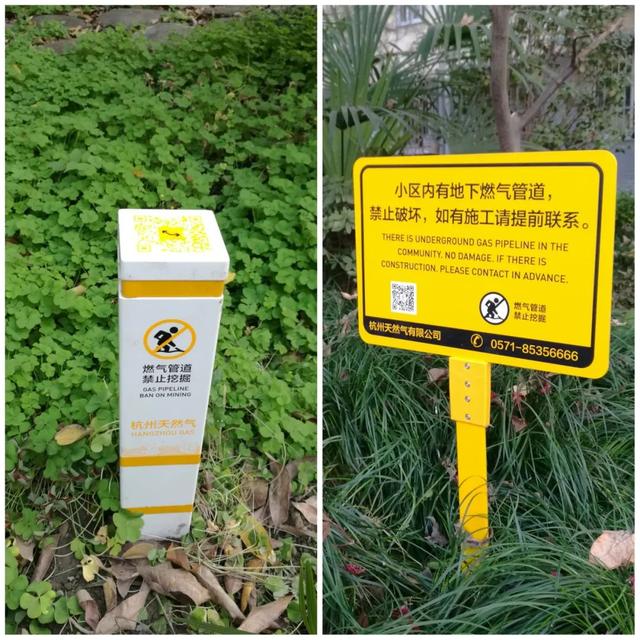 燃气管道
禁止挖掘
GAS PIPELINE
BAN ON MINING
杭州天然气
HANGZHOU GAS
小区内有地下燃气管道，
禁止破坏，如有施工请提前联系。
THERE IS UNDERGROUND GAS PIPELINE IN THE
COMMUNITY. NO DAMAGE. IF THERE IS
CONSTRUCTION. PLEASE CONTACT IN ADVANCE.
燃气管道
禁止挖掘
杭州天然气有限公司
0571-85356666